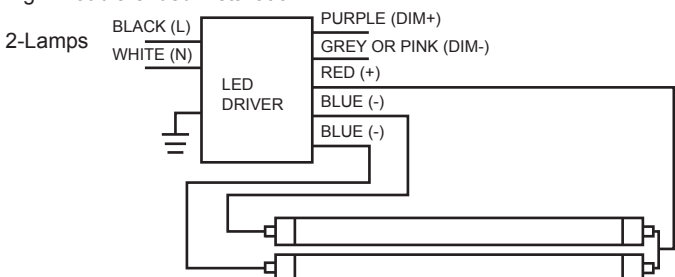 PURPLE (DIM+)
BLACK (L)
2-Lamps
GREY OR PINK (DIM-)
WHITE (N)
RED (+)
LED
DRIVER
BLUE (-)
BLUE (-)